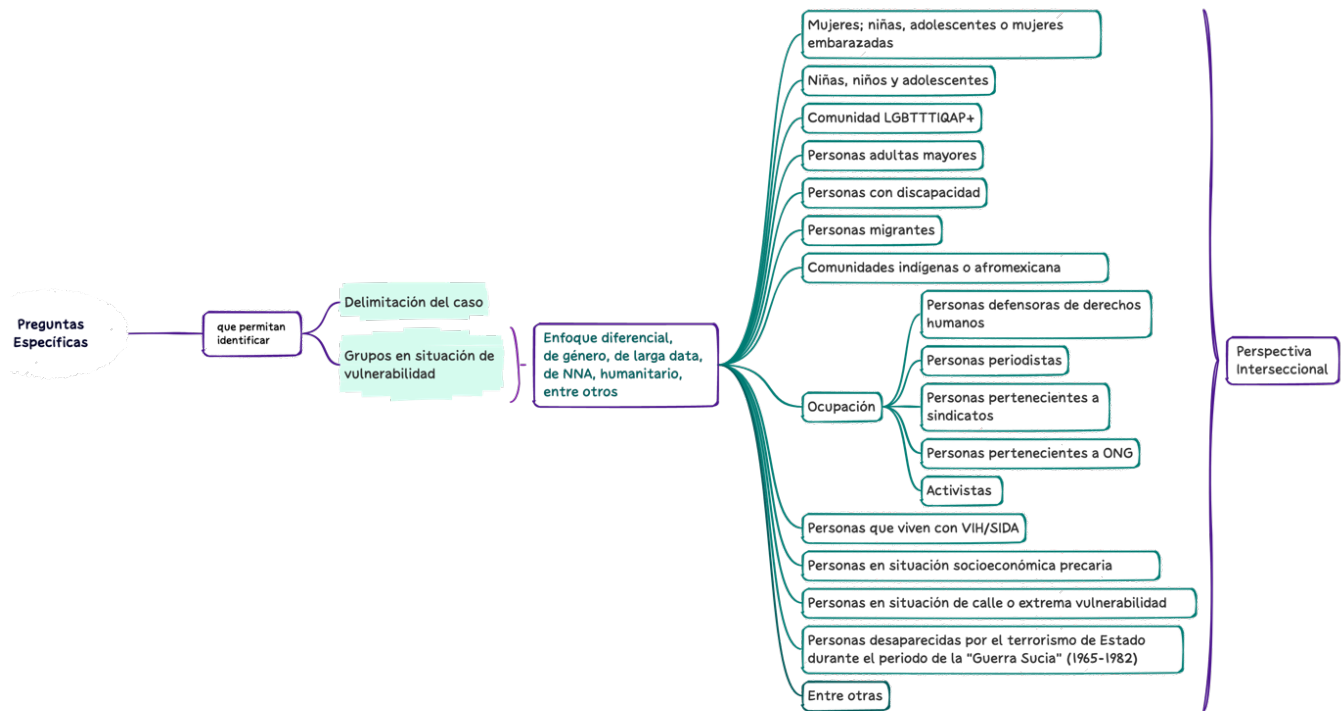 Preguntas
Específicas
que permitan
identificar
Delimitación del caso
Grupos en situación de
vulnerabilidad
Enfoque diferencial,
de género, de larga data,
de NNA, humanitario,
entre otros
Mujeres; niñas, adolescentes o mujeres
embarazadas
Niñas, niños y adolescentes
Comunidad LGBTTTIQAP+
Personas adultas mayores
Personas con discapacidad
Personas migrantes
Comunidades indígenas o afromexicana
Ocupación
Personas defensoras de derechos
humanos
Personas periodistas
Personas pertenecientes a
sindicatos
Personas pertenecientes a ONG
Activistas
Personas que viven con VIH/SIDA
Personas en situación socioeconómica precaria
Personas en situación de calle o extrema vulnerabilidad
Personas desaparecidas por el terrorismo de Estado
durante el periodo de la "Guerra Sucia" (1965-1982)
Entre otras
Perspectiva
Interseccional